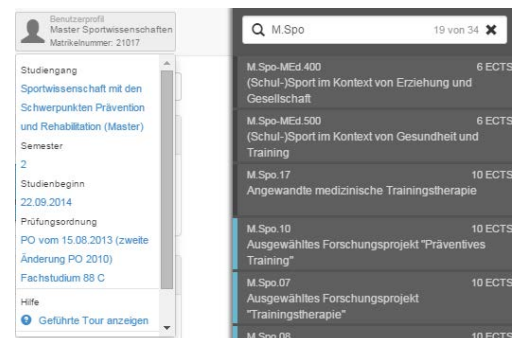 Benutzerprofil
Master Sportwissenschaften
Matrikelnummer: 21017
Studiengang
Sportwissenschaft mit den
Schwerpunkten Prävention
und Rehabilitation (Master)
Semester
2
Studienbeginn
22.09.2014
Prüfungsordnung
PO vom 15.08.2013 (zweite
Änderung PO 2010)
Fachstudium 88 C
Hilfe
Geführte Tour anzeigen
M.Spo 19 von 34
M.Spo-MEd.400 6 ECTS
(Schul-)Sport im Kontext von Erziehung und
Gesellschaft
M.Spo-MEd.500 6 ECTS
(Schul-)Sport im Kontext von Gesundheit und
Training
M.Spo.17 10 ECTS
Angewandte medizinische Trainingstherapie
M.Spo.10 10 ECTS
Ausgewähltes Forschungsprojekt "Präventives
Training"
M.Spo.07 10 ECTS
Ausgewähltes Forschungsprojekt
"Trainingstherapie"
M.Spo.08 10 ECTS